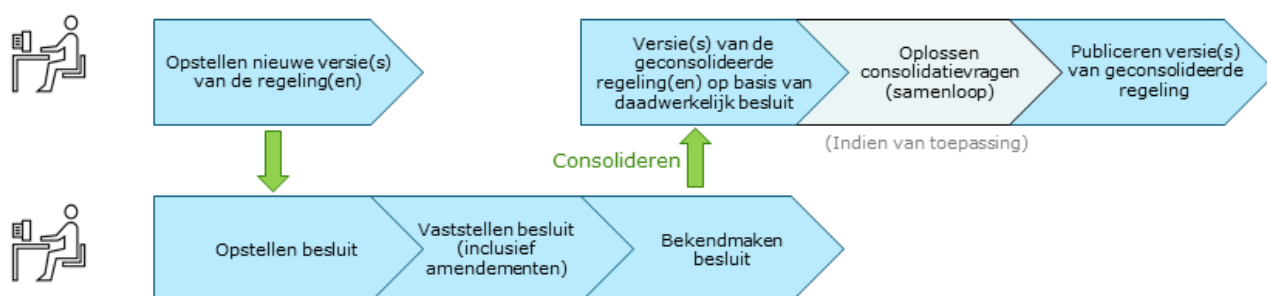 Opstellen nieuwe versie(s)
van de regeling(en)
Versie(s) van de
geconsolideerde
regeling(en) op basis van
daadwerkelijk besluit
Oplossen
consolidatievragen
(samenloop)
Publiceren versie(s)
van geconsolideerde
regeling
(Indien van toepassing)
Consolideren
Opstellen besluit
Vaststellen besluit
(inclusief
amendementen)
Bekendmaken
besluit